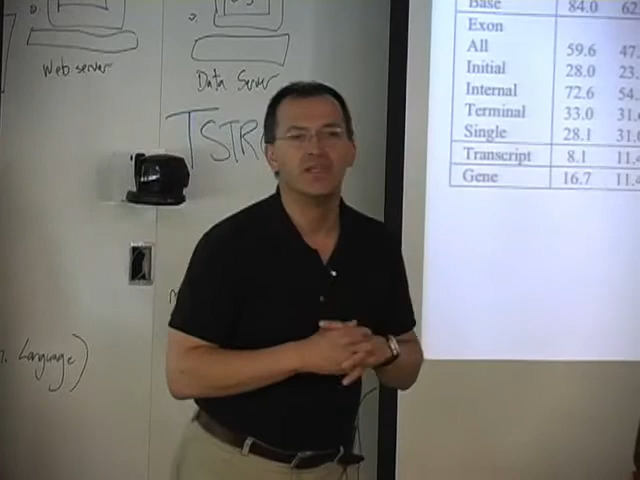 Web server
Data Server
TSTR
Language)
Base 84.0 62.
Exon
All 59.6 47.
Initial 28.0 23.
Internal 72.6 54.
Terminal 33.0 31.
Single 28.1 31.
Transcript 8.1 11.4
Gene 16.7 11.4